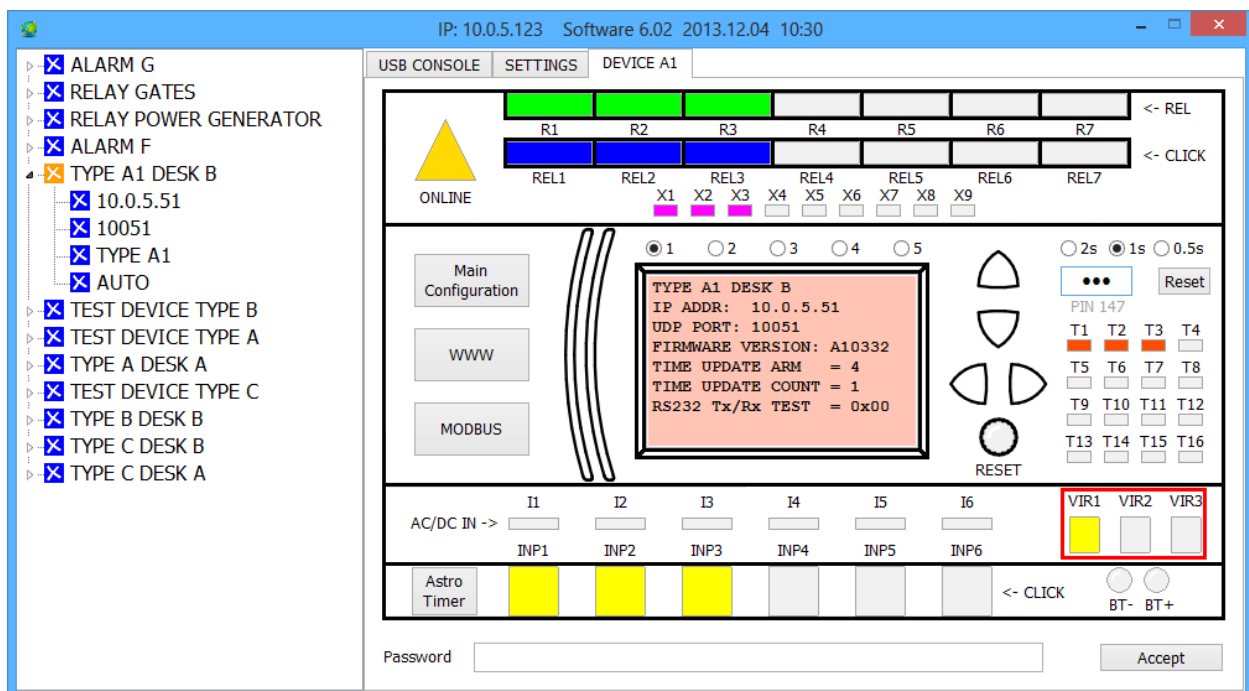 IP: 10.0.5.123 Software 6.02 2013.12.04 10:30
ALARM G
RELAY GATES
RELAY POWER GENERATOR
ALARM F
TYPE A1 DESK B
10.0.5.51
10051
TYPE A1
AUTO
TEST DEVICE TYPE B
TEST DEVICE TYPE A
TYPE A DESK A
TEST DEVICE TYPE C
TYPE B DESK B
TYPE C DESK B
TYPE C DESK A
USB CONSOLE SETTINGS DEVICE A1
<- REL
R1 R2 R3 R4 R5 R6 R7
<- CLICK
REL1 REL2 REL3 REL4 REL5 REL6 REL7
ONLINE
X1 X2 X3 X4 X5 X6 X7 X8 X9
1 2 3 4 5
2s 1s 0.5s
Main
Configuration
WWW
MODBUS
TYPE A1 DESK B
IP ADDR: 10.0.5.51
UDP PORT: 10051
FIRMWARE VERSION: A10332
TIME UPDATE ARM = 4
TIME UPDATE COUNT = 1
RS232 Tx/Rx TEST = 0x00
RESET
Reset
PIN 147
T1 T2 T3 T4
T5 T6 T7 T8
T9 T10 T11 T12
T13 T14 T15 T16
I1 I2 I3 I4 I5 I6
AC/DC IN ->
INP1 INP2 INP3 INP4 INP5 INP6
VIR1 VIR2 VIR3
Astro
Timer
<- CLICK
BT- BT+
Password
Accept